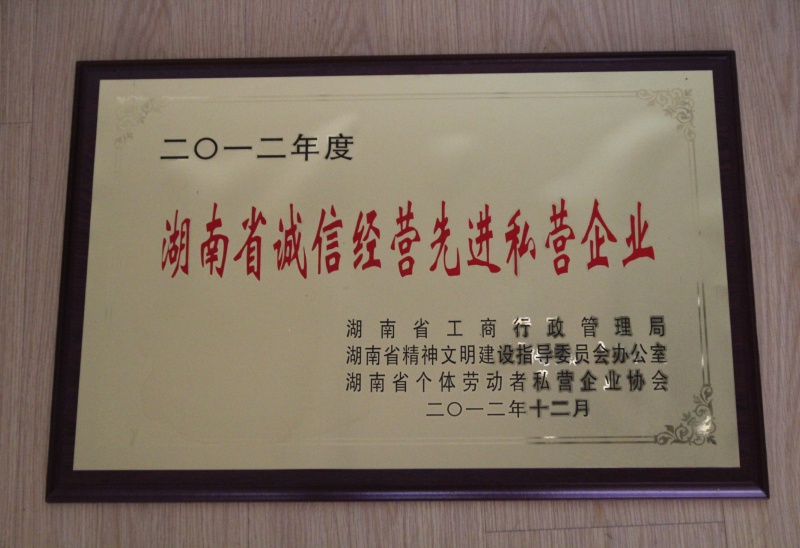 二〇一二年度
湖南省诚信经营先进私营企业
湖南省工商行政管理局
湖南省精神文明建设指导委员会办公室
湖南省个体劳动者私营企业协会
二〇一二年十二月